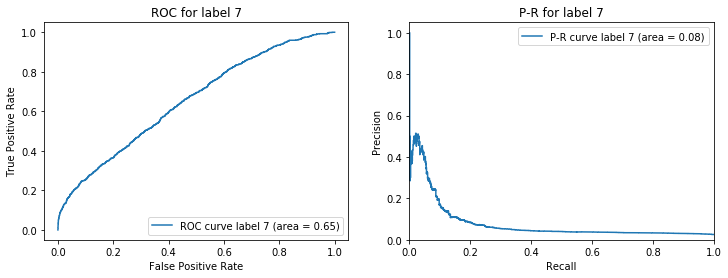 ROC for label 7
True Positive Rate
1.0
0.8
0.6
0.4
0.2
0.0
0.0 0.2 0.4 0.6 0.8 1.0
False Positive Rate
ROC curve label 7 (area = 0.65)
P-R for label 7
Precision
1.0
0.8
0.6
0.4
0.2
0.0
0.0 0.2 0.4 0.6 0.8 1.0
Recall
P-R curve label 7 (area = 0.08)